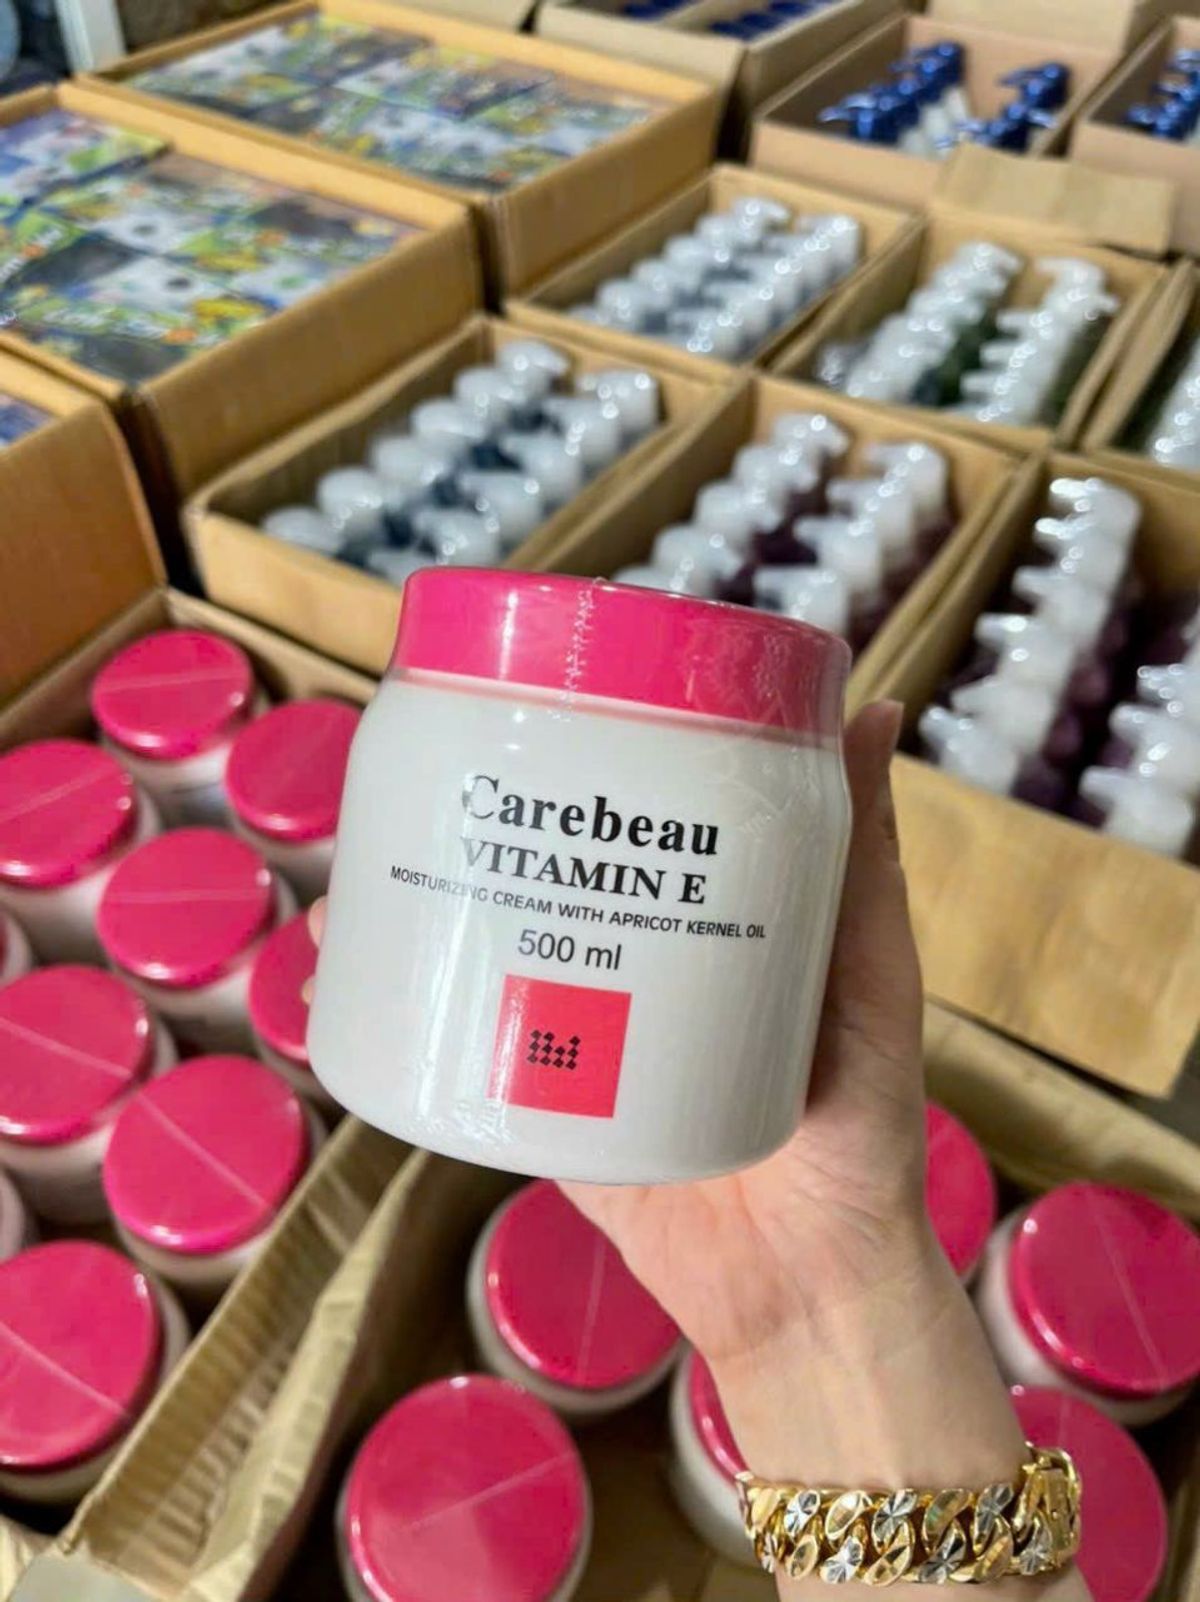 Carebeau
VITAMIN E
MOISTURIZING CREAM WITH APRICOT KERNEL OIL
500 ml